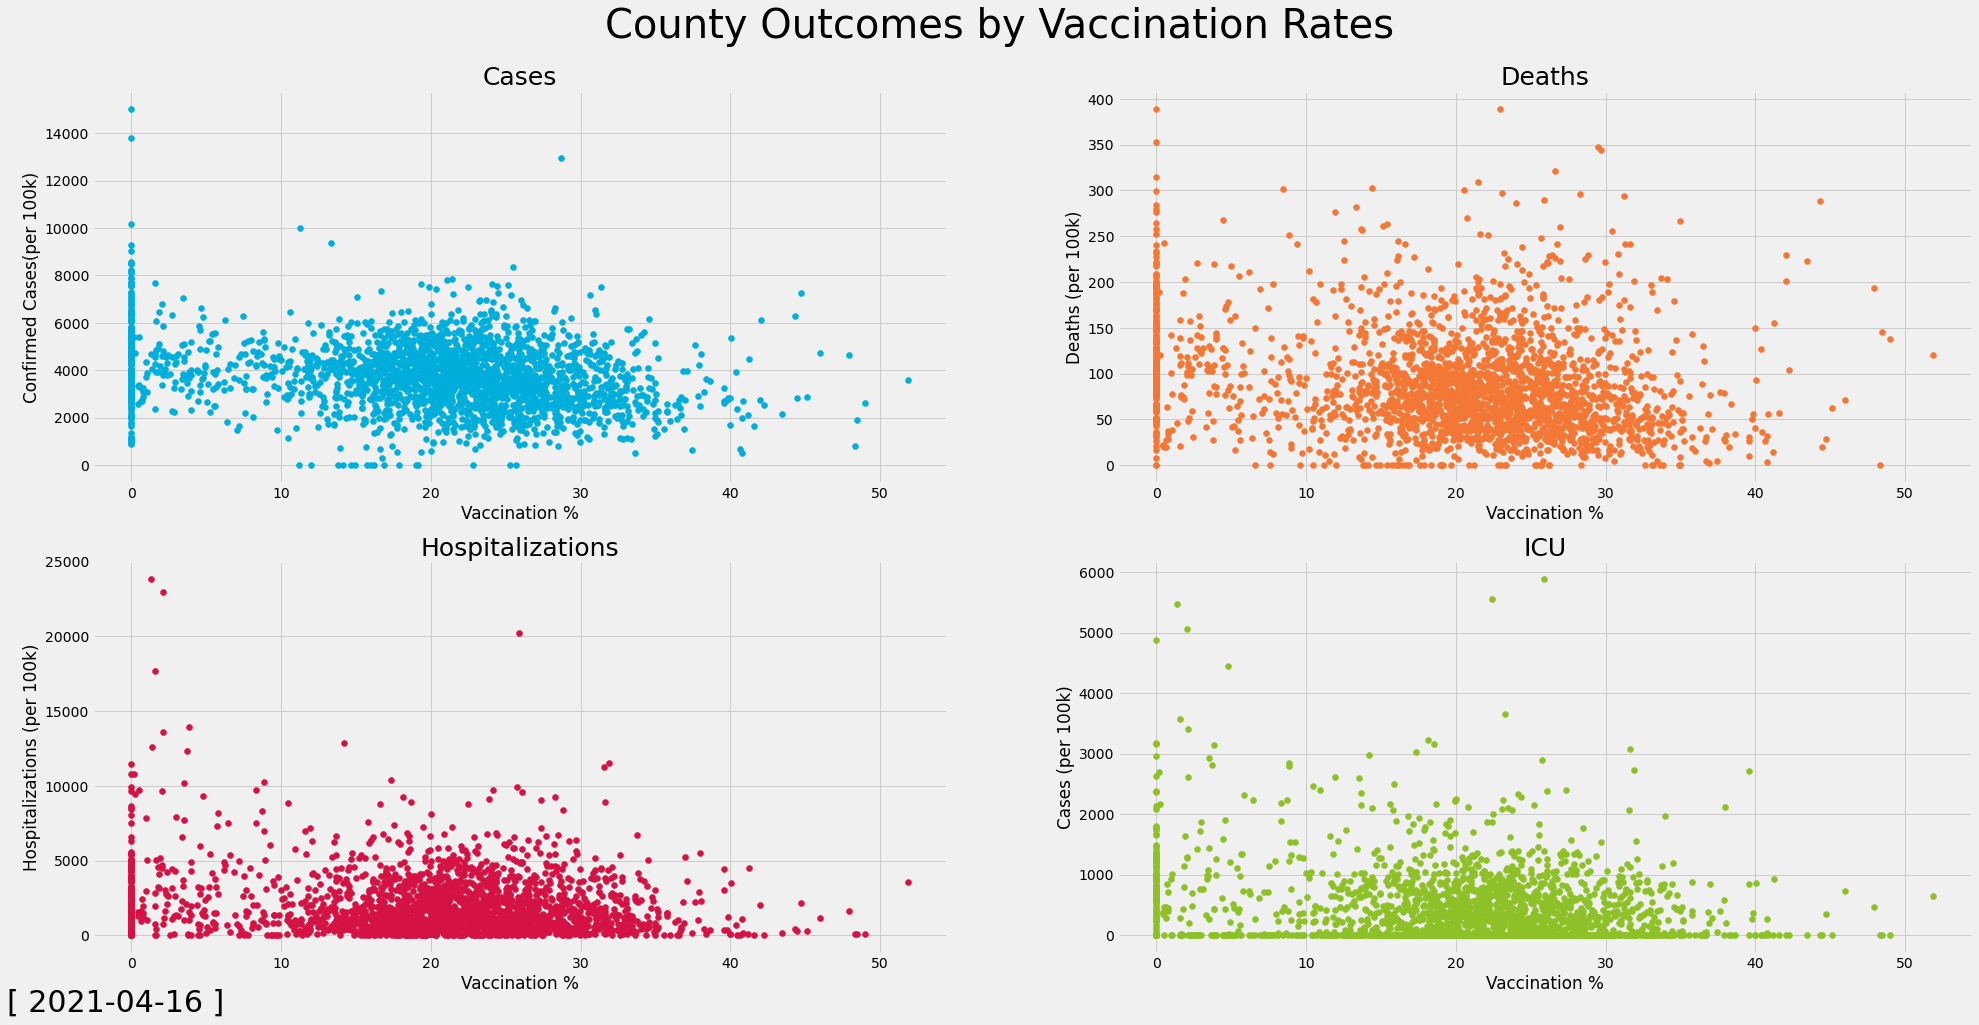 County Outcomes by Vaccination Rates
Cases
Confirmed Cases(per 100k)
14000
12000
10000
8000
6000
4000
2000
0
0 10 20 30 40 50
Vaccination %
Deaths
Deaths (per 100k)
400
350
300
250
200
150
100
50
0
0 10 20 30 40 50
Vaccination %
Hospitalizations
Hospitalizations (per 100k)
25000
20000
15000
10000
5000
0
0 10 20 30 40 50
Vaccination %
ICU
Cases (per 100k)
6000
5000
4000
3000
2000
1000
0
0 10 20 30 40 50
Vaccination %
[ 2021-04-16 ]